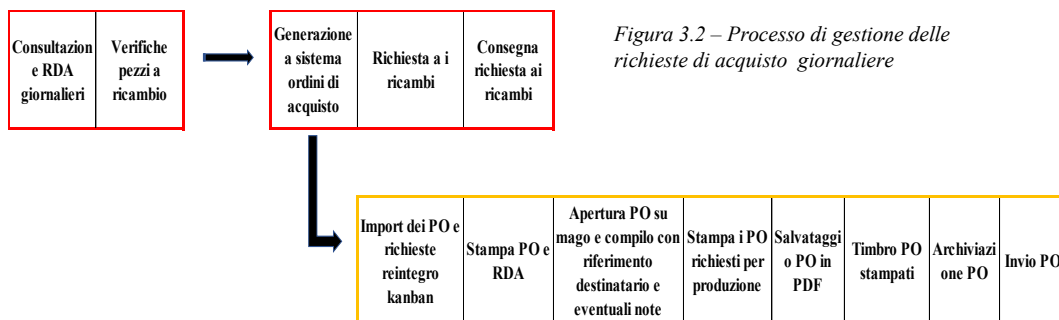 Consultazion
e RDA
giornalieri
Verifiche
pezzi a
ricambio
Generazione
a sistema
ordini di
acquisto
Richiesta a i
ricambi
Consegna
richiesta ai
ricambi
Figura 3.2 – Processo di gestione delle
richieste di acquisto giornaliere
Import dei PO e
richieste
reintegro
kanban
Stampa PO e
RDA
Apertura PO su
mago e compilo con
riferimento
destinatario e
eventuali note
Stampa i PO
richiesti per
produzione
Salvataggi
o PO in
PDF
Timbro PO
stampati
Archiviazi
one PO
Invio PO